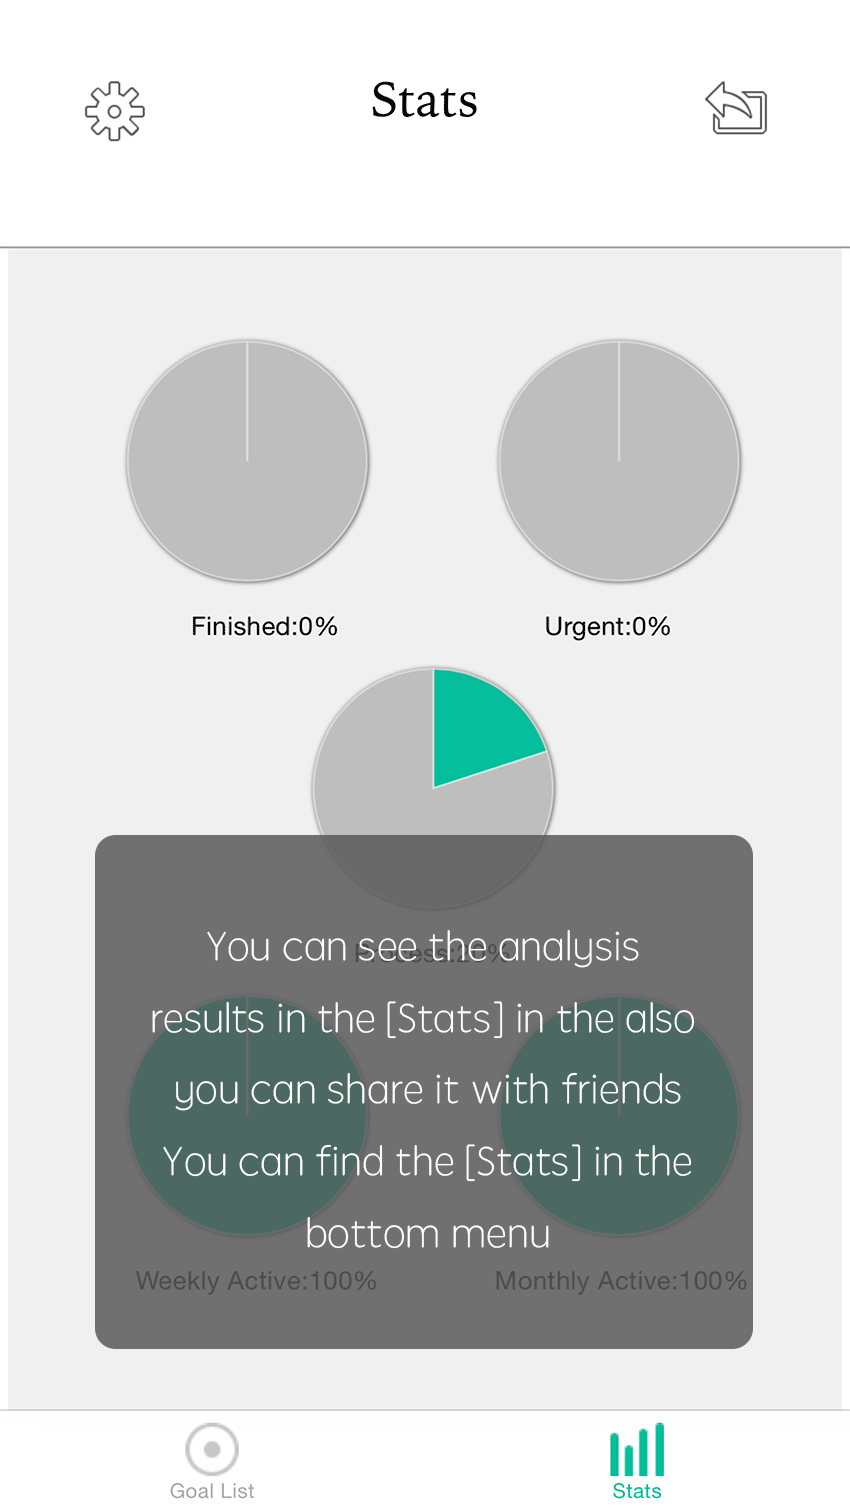 Stats
Finished:0%
Urgent:0%
Process:20%
You can see the analysis
results in the [Stats] in the also
you can share it with friends
You can find the [Stats] in the
bottom menu
Weekly Active:100%
Monthly Active:100%
Goal List
Stats